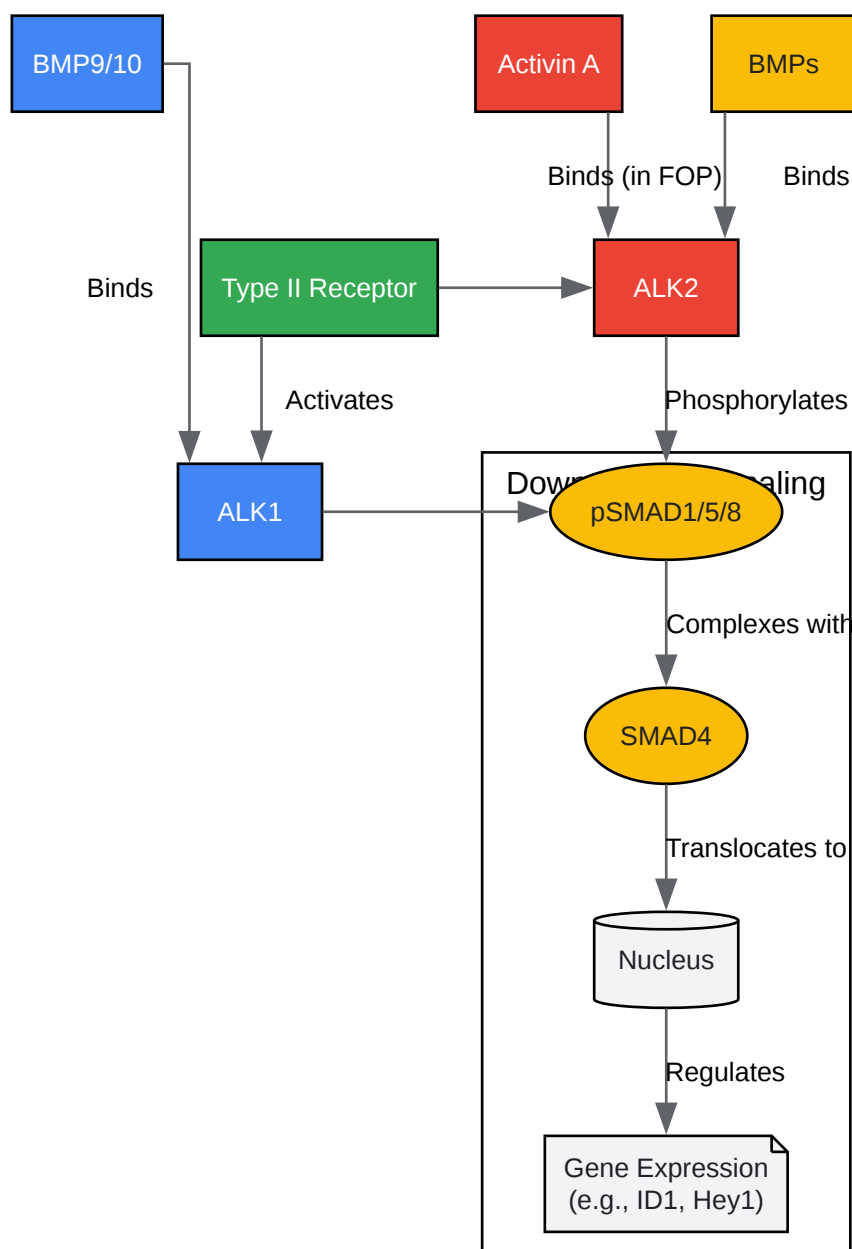 BMP9/10
Activin A
BMPs
Binds (in FOP)
Binds
Binds
Type II Receptor
ALK2
Activates
Phosphorylates
ALK1
pSMAD1/5/8
Complexes with
SMAD4
Translocates to
Nucleus
Regulates
Gene Expression
(e.g., ID1, Hey1)